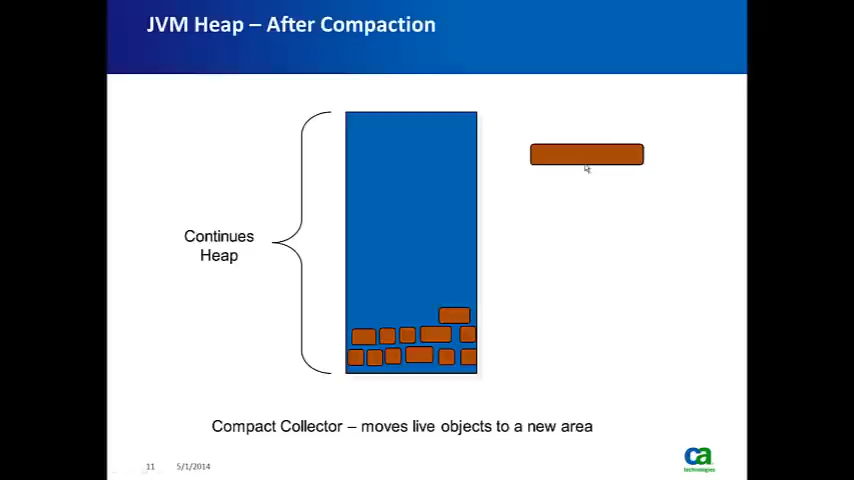 JVM Heap – After Compaction
Continues
Heap
Compact Collector – moves live objects to a new area
11 5/1/2014
ca
technologies